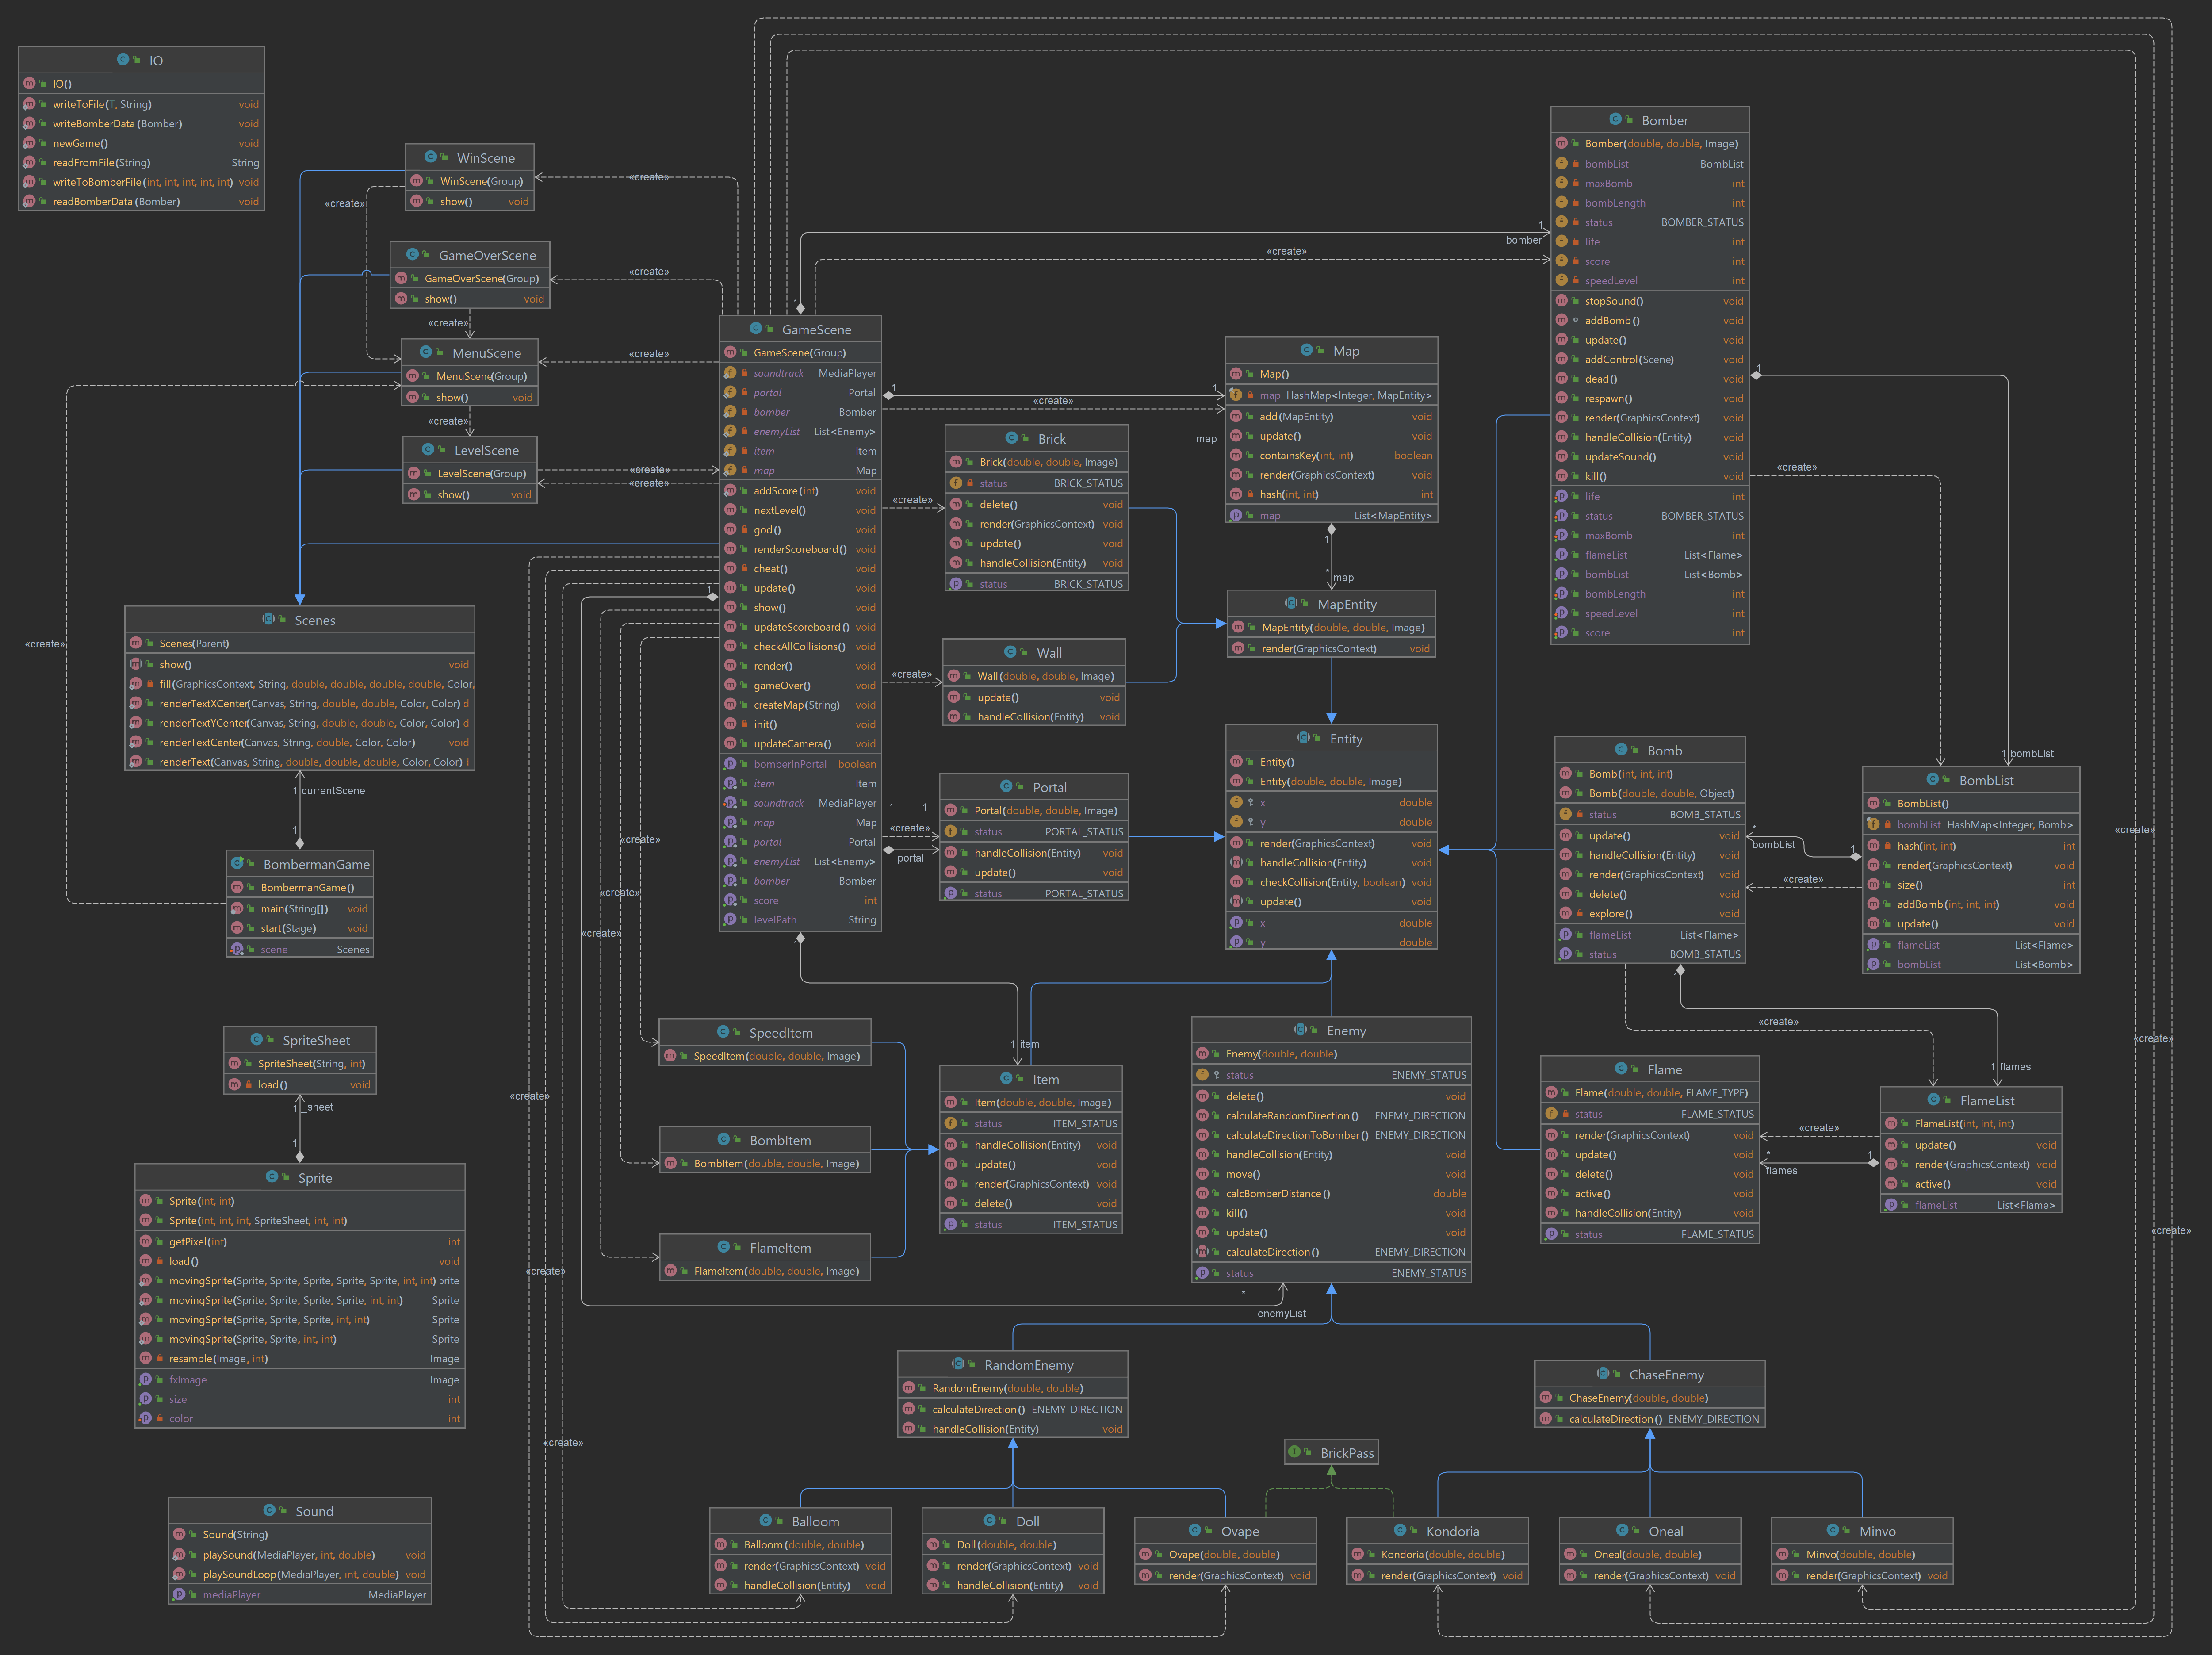 IO
IO()
writeToFile(T, String) void
writeBomberData(Bomber) void
newGame() void
readFromFile(String) String
writeToBomberFile(int, int, int, int, int) void
readBomberData(Bomber) void
WinScene
WinScene(Group)
show() void
«create»
«create»
GameOverScene
GameOverScene(Group)
show() void
«create»
«create»
MenuScene
MenuScene(Group)
show() void
«create»
«create»
LevelScene
LevelScene(Group)
show() void
«create»
«create»
Scenes
Scenes(Parent)
show() void
fill(GraphicsContext, String, double, double, double, double, Color,
renderTextXCenter(Canvas, String, double, double, Color, Color) d
renderTextYCenter(Canvas, String, double, double, Color, Color) d
renderTextCenter(Canvas, String, double, Color, Color) void
renderText(Canvas, String, double, double, double, Color, Color)
«create»
1 currentScene
1
BombermanGame
BombermanGame()
main(String[]) void
start(Stage) void
scene Scenes
SpriteSheet
SpriteSheet(String, int)
load() void
1 _sheet
1
Sprite
Sprite(int, int)
Sprite(int, int, int, SpriteSheet, int, int)
getPixel(int) int
load() void
movingSprite(Sprite, Sprite, Sprite, Sprite, Sprite, int, int) rite
movingSprite(Sprite, Sprite, Sprite, Sprite, int, int) Sprite
movingSprite(Sprite, Sprite, Sprite, int, int) Sprite
movingSprite(Sprite, Sprite, int, int) Sprite
resample(Image, int) Image
fxImage Image
size int
color int
Sound
Sound(String)
playSound(MediaPlayer, int, double) void
playSoundLoop(MediaPlayer, int, double) void
mediaPlayer MediaPlayer
1
GameScene
GameScene(Group)
soundtrack MediaPlayer
portal Portal
bomber Bomber
enemyList List<Enemy>
item Item
map Map
addScore(int) void
nextLevel() void
god() void
renderScoreboard() void
cheat() void
update() void
show() void
updateScoreboard() void
checkAllCollisions() void
render() void
gameOver() void
createMap(String) void
init() void
updateCamera() void
bomberInPortal boolean
item Item
soundtrack MediaPlayer
map Map
portal Portal
enemyList List<Enemy>
bomber Bomber
score int
levelPath String
1
1
1
1
«create»
map
Map
Map()
map HashMap<Integer, MapEntity>
add(MapEntity) void
update() void
containsKey(int, int) boolean
render(GraphicsContext) void
hash(int, int) int
map List<MapEntity>
1
*
map
Brick
Brick(double, double, Image)
status BRICK_STATUS
delete() void
render(GraphicsContext) void
update() void
handleCollision(Entity) void
status BRICK_STATUS
«create»
MapEntity
MapEntity(double, double, Image)
render(GraphicsContext) void
Wall
Wall(double, double, Image)
update() void
handleCollision(Entity) void
«create»
Entity
Entity()
Entity(double, double, Image)
x double
y double
render(GraphicsContext) void
handleCollision(Entity) void
checkCollision(Entity, boolean) void
update() void
x double
y double
Portal
Portal(double, double, Image)
status PORTAL_STATUS
handleCollision(Entity) void
update() void
status PORTAL_STATUS
1
1
«create»
portal
1
bomber
«create»
Bomber
Bomber(double, double, Image)
bombList BombList
maxBomb int
bombLength int
status BOMBER_STATUS
life int
score int
speedLevel int
stopSound() void
addBomb() void
update() void
addControl(Scene) void
dead() void
respawn() void
render(GraphicsContext) void
handleCollision(Entity) void
updateSound() void
kill() void
life int
status BOMBER_STATUS
maxBomb int
flameList List<Flame>
bombList List<Bomb>
bombLength int
speedLevel int
score int
1
«create»
1 bombList
Bomb
Bomb(int, int, int)
Bomb(double, double, Object)
status BOMB_STATUS
update() void
handleCollision(Entity) void
render(GraphicsContext) void
delete() void
explore() void
flameList List<Flame>
status BOMB_STATUS
*
bombList
1
«create»
BombList
BombList()
bombList HashMap<Integer, Bomb>
hash(int, int) int
render(GraphicsContext) void
size() int
addBomb(int, int, int) void
update() void
flameList List<Flame>
bombList List<Bomb>
1
«create»
1 flames
Flame
Flame(double, double, FLAME_TYPE)
status FLAME_STATUS
render(GraphicsContext) void
update() void
delete() void
active() void
handleCollision(Entity) void
status FLAME_STATUS
«create»
*
flames
1
FlameList
FlameList(int, int, int)
update() void
render(GraphicsContext) void
active() void
flameList List<Flame>
«create»
«create»
«create»
SpeedItem
SpeedItem(double, double, Image)
BombItem
BombItem(double, double, Image)
FlameItem
FlameItem(double, double, Image)
«create»
«create»
«create»
«create»
«create»
«create»
1 item
Item
Item(double, double, Image)
status ITEM_STATUS
handleCollision(Entity) void
update() void
render(GraphicsContext) void
delete() void
status ITEM_STATUS
Enemy
Enemy(double, double)
status ENEMY_STATUS
delete() void
calculateRandomDirection() ENEMY_DIRECTION
calculateDirectionToBomber() ENEMY_DIRECTION
handleCollision(Entity) void
move() void
calcBomberDistance() double
kill() void
update() void
calculateDirection() ENEMY_DIRECTION
status ENEMY_STATUS
*
enemyList
RandomEnemy
RandomEnemy(double, double)
calculateDirection() ENEMY_DIRECTION
handleCollision(Entity) void
ChaseEnemy
ChaseEnemy(double, double)
calculateDirection() ENEMY_DIRECTION
BrickPass
Balloom
Balloom(double, double)
render(GraphicsContext) void
handleCollision(Entity) void
Doll
Doll(double, double)
render(GraphicsContext) void
handleCollision(Entity) void
Ovape
Ovape(double, double)
render(GraphicsContext) void
Kondoria
Kondoria(double, double)
render(GraphicsContext) void
Oneal
Oneal(double, double)
render(GraphicsContext) void
Minvo
Minvo(double, double)
render(GraphicsContext) void